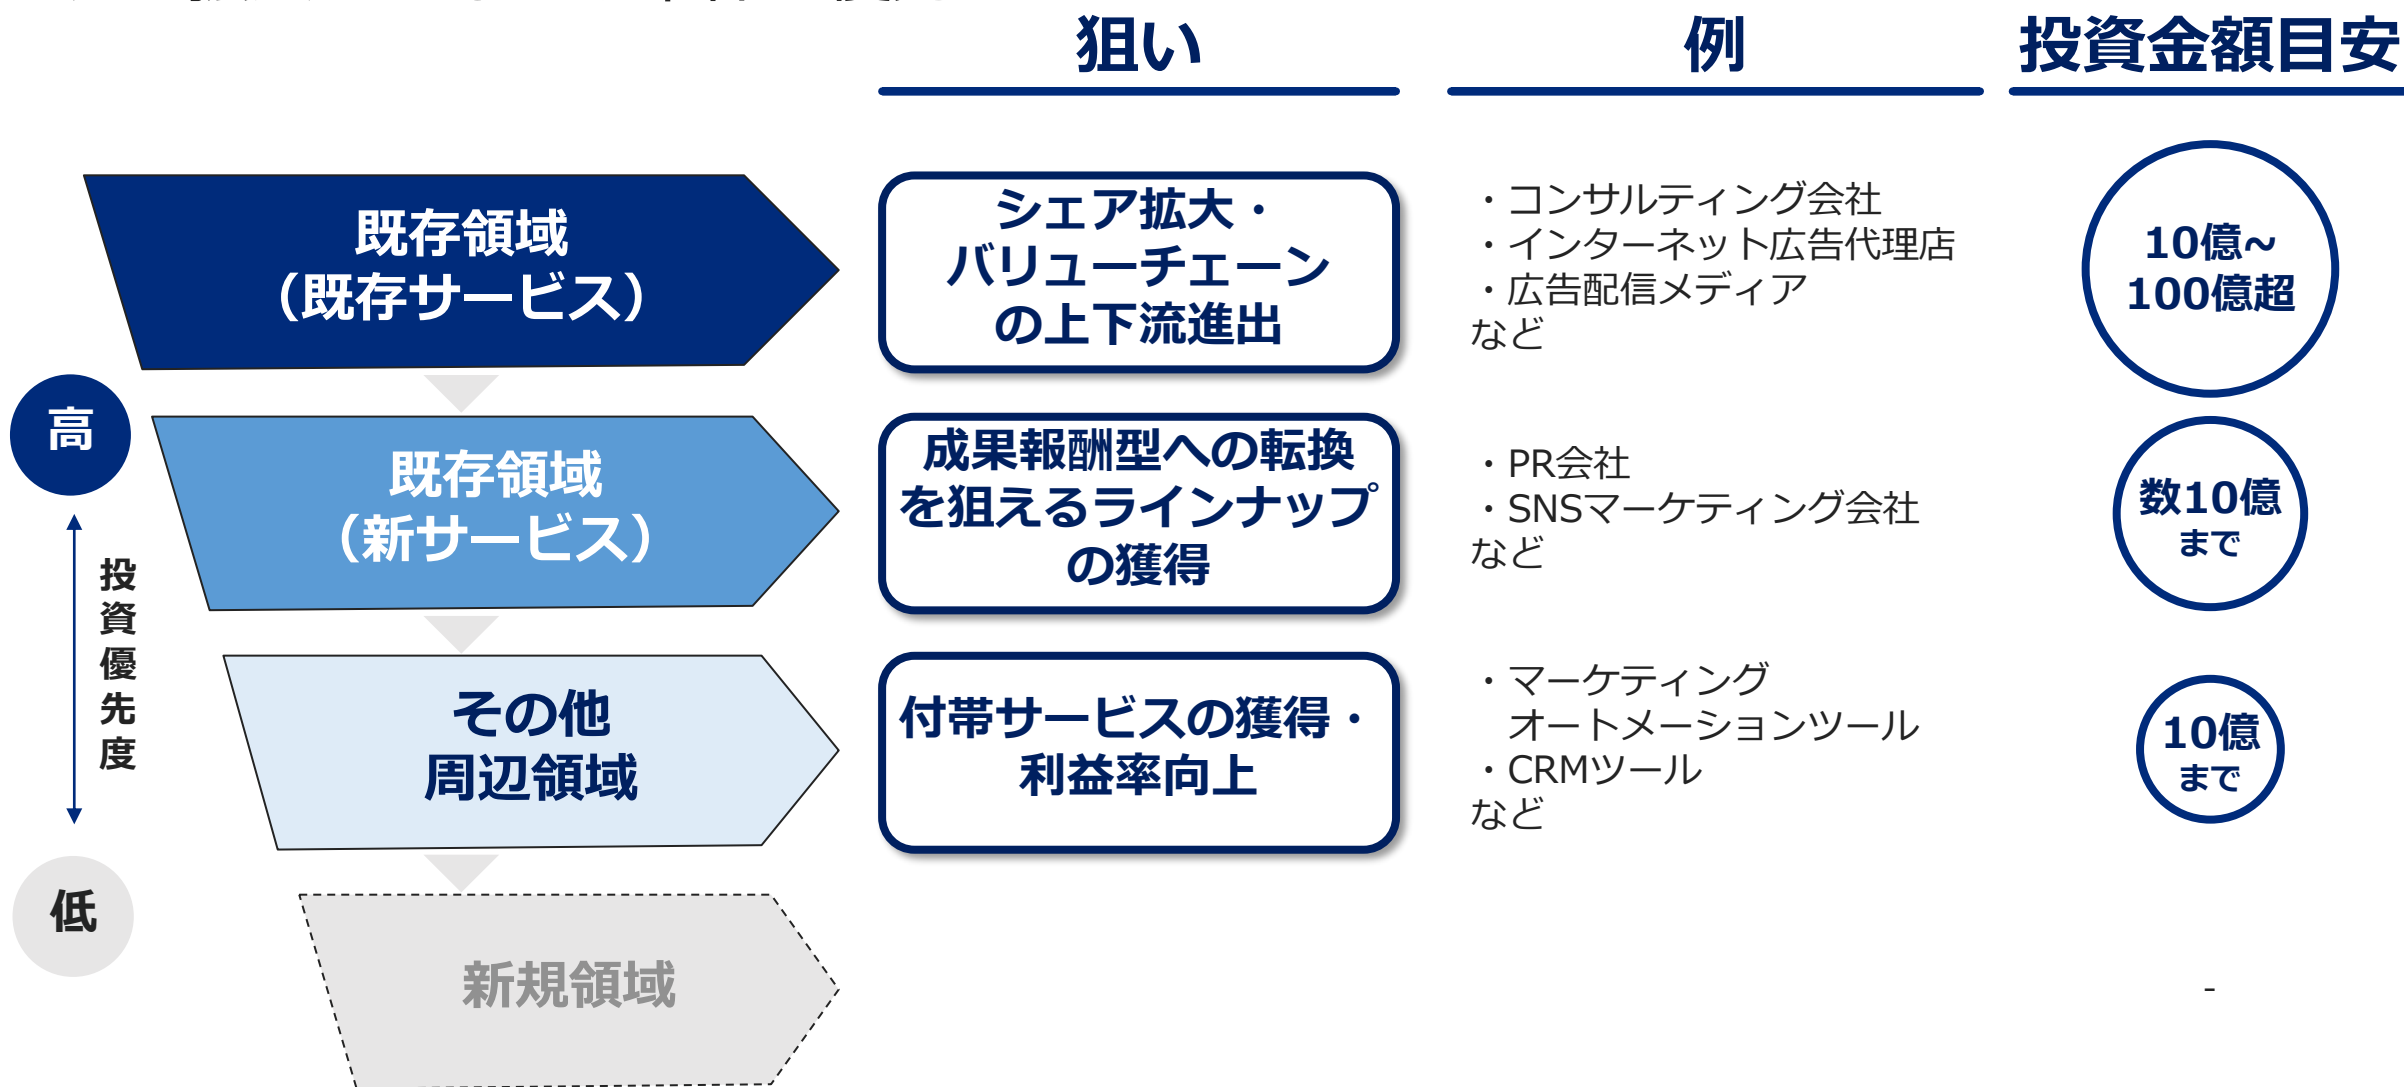 狙い
例
投資金額目安
既存領域
（既存サービス）
シェア拡大・
バリューチェーン
の上下流進出
・コンサルティング会社
・インターネット広告代理店
・広告配信メディア
など
10億~
100億超
高
既存領域
（新サービス）
成果報酬型への転換
を狙えるラインナップ
の獲得
・PR会社
・SNSマーケティング会社
など
数10億
まで
投資優先度
その他
周辺領域
付帯サービスの獲得・
利益率向上
・マーケティング
オートメーションツール
・CRMツール
など
10億
まで
低
新規領域
-